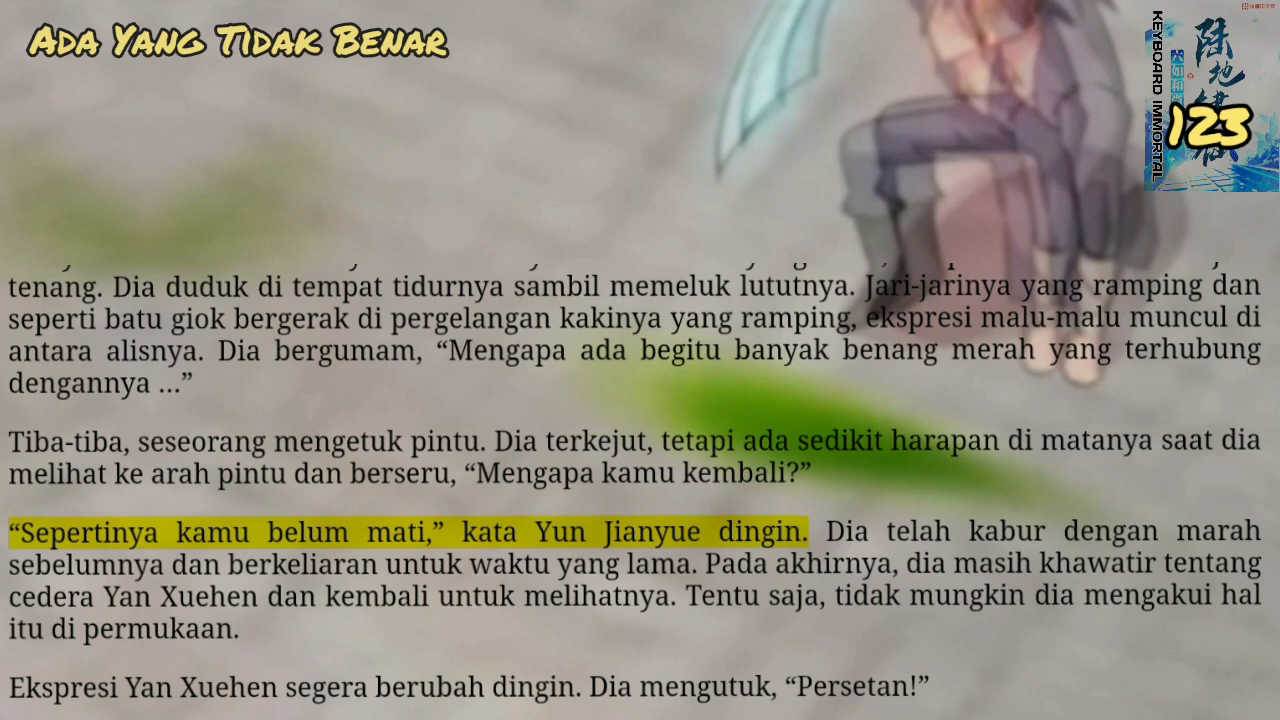 Ada Yang Tidak Benar
KEYBOARD IMMORTAL
陆地键仙
123
tenang. Dia duduk di tempat tidurnya sambil memeluk lututnya. Jari-jarinya yang ramping dan
seperti batu giok bergerak di pergelangan kakinya yang ramping, ekspresi malu-malu muncul di
antara alisnya. Dia bergumam, “Mengapa ada begitu banyak benang merah yang terhubung
dengannya ...”
Tiba-tiba, seseorang mengetuk pintu. Dia terkejut, tetapi ada sedikit harapan di matanya saat dia
melihat ke arah pintu dan berseru, “Mengapa kamu kembali?”
“Sepertinya kamu belum mati,” kata Yun Jianyue dingin. Dia telah kabur dengan marah
sebelumnya dan berkeliaran untuk waktu yang lama. Pada akhirnya, dia masih khawatir tentang
cedera Yan Xuehen dan kembali untuk melihatnya. Tentu saja, tidak mungkin dia mengakui hal
itu di permukaan.
Ekspresi Yan Xuehen segera berubah dingin. Dia mengutuk, “Persetan!”